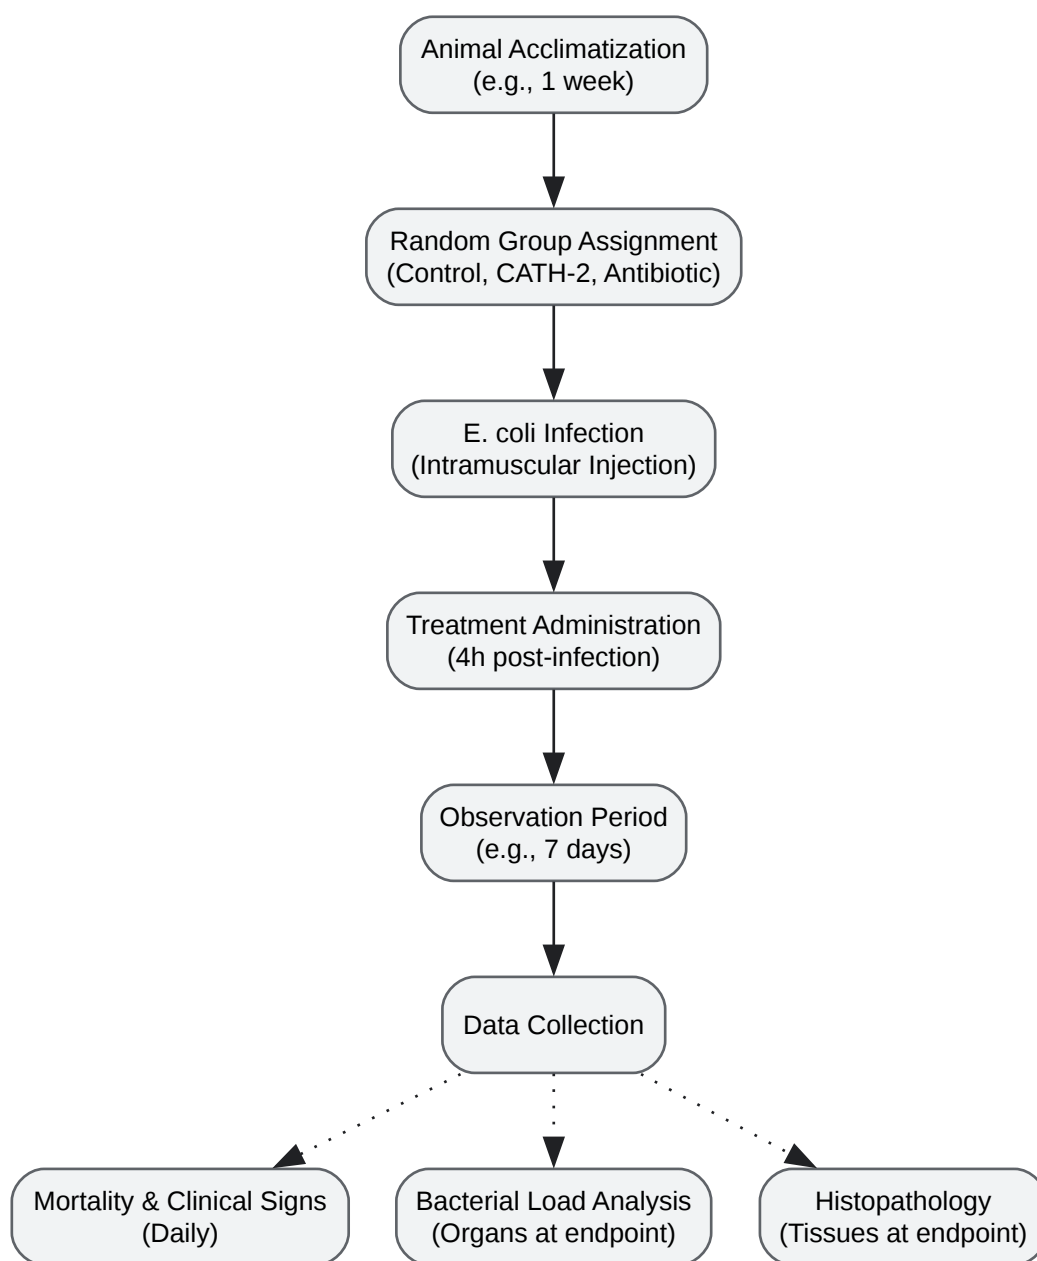 Animal Acclimatization
(e.g., 1 week)
Random Group Assignment
(Control, CATH-2, Antibiotic)
E. coli Infection
(Intramuscular Injection)
Treatment Administration
(4h post-infection)
Observation Period
(e.g., 7 days)
Data Collection
Mortality & Clinical Signs
(Daily)
Bacterial Load Analysis
(Organs at endpoint)
Histopathology
(Tissues at endpoint)